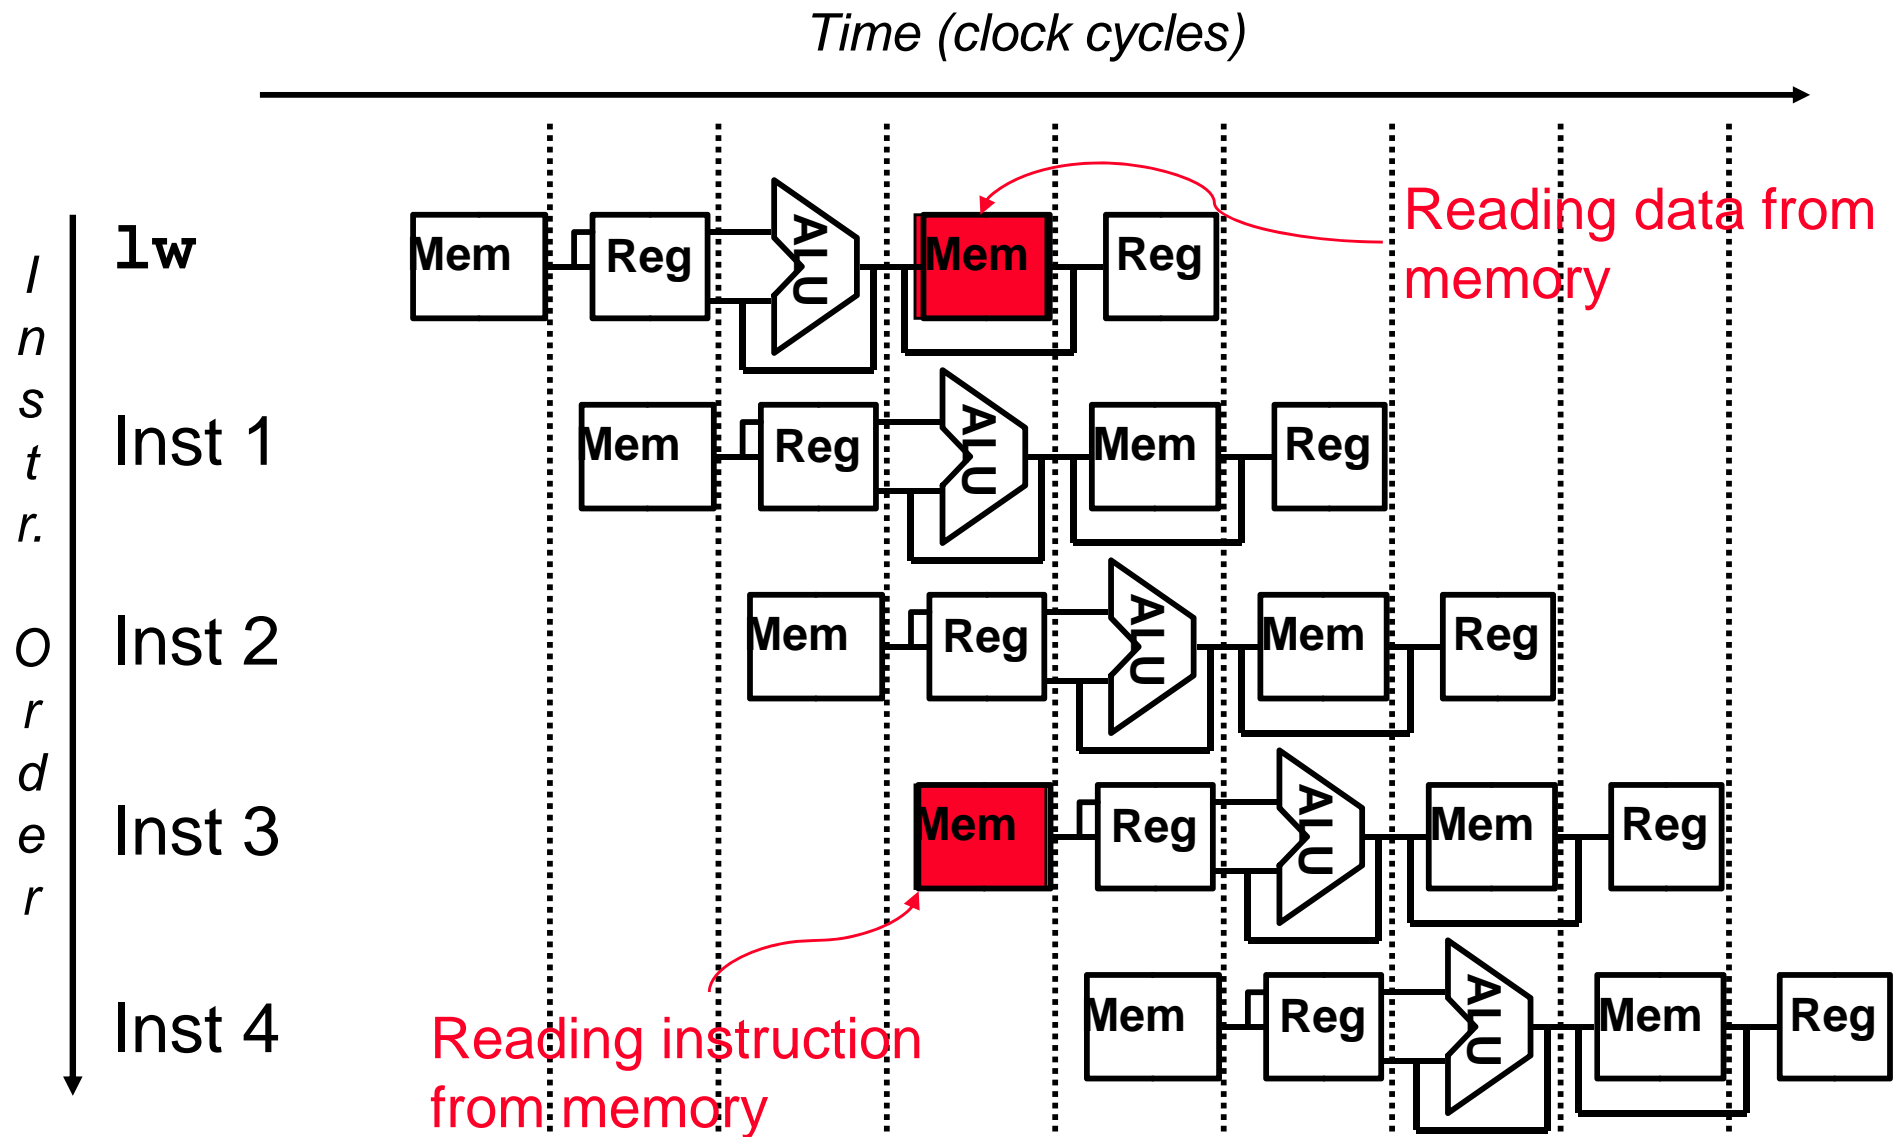 Time (clock cycles)
Instr. Order
lw
Mem Reg ALU Mem Reg
Reading data from
memory
Inst 1
Mem Reg ALU Mem Reg
Inst 2
Mem Reg ALU Mem Reg
Inst 3
Mem Reg ALU Mem Reg
Inst 4
Mem Reg ALU Mem Reg
Reading instruction
from memory